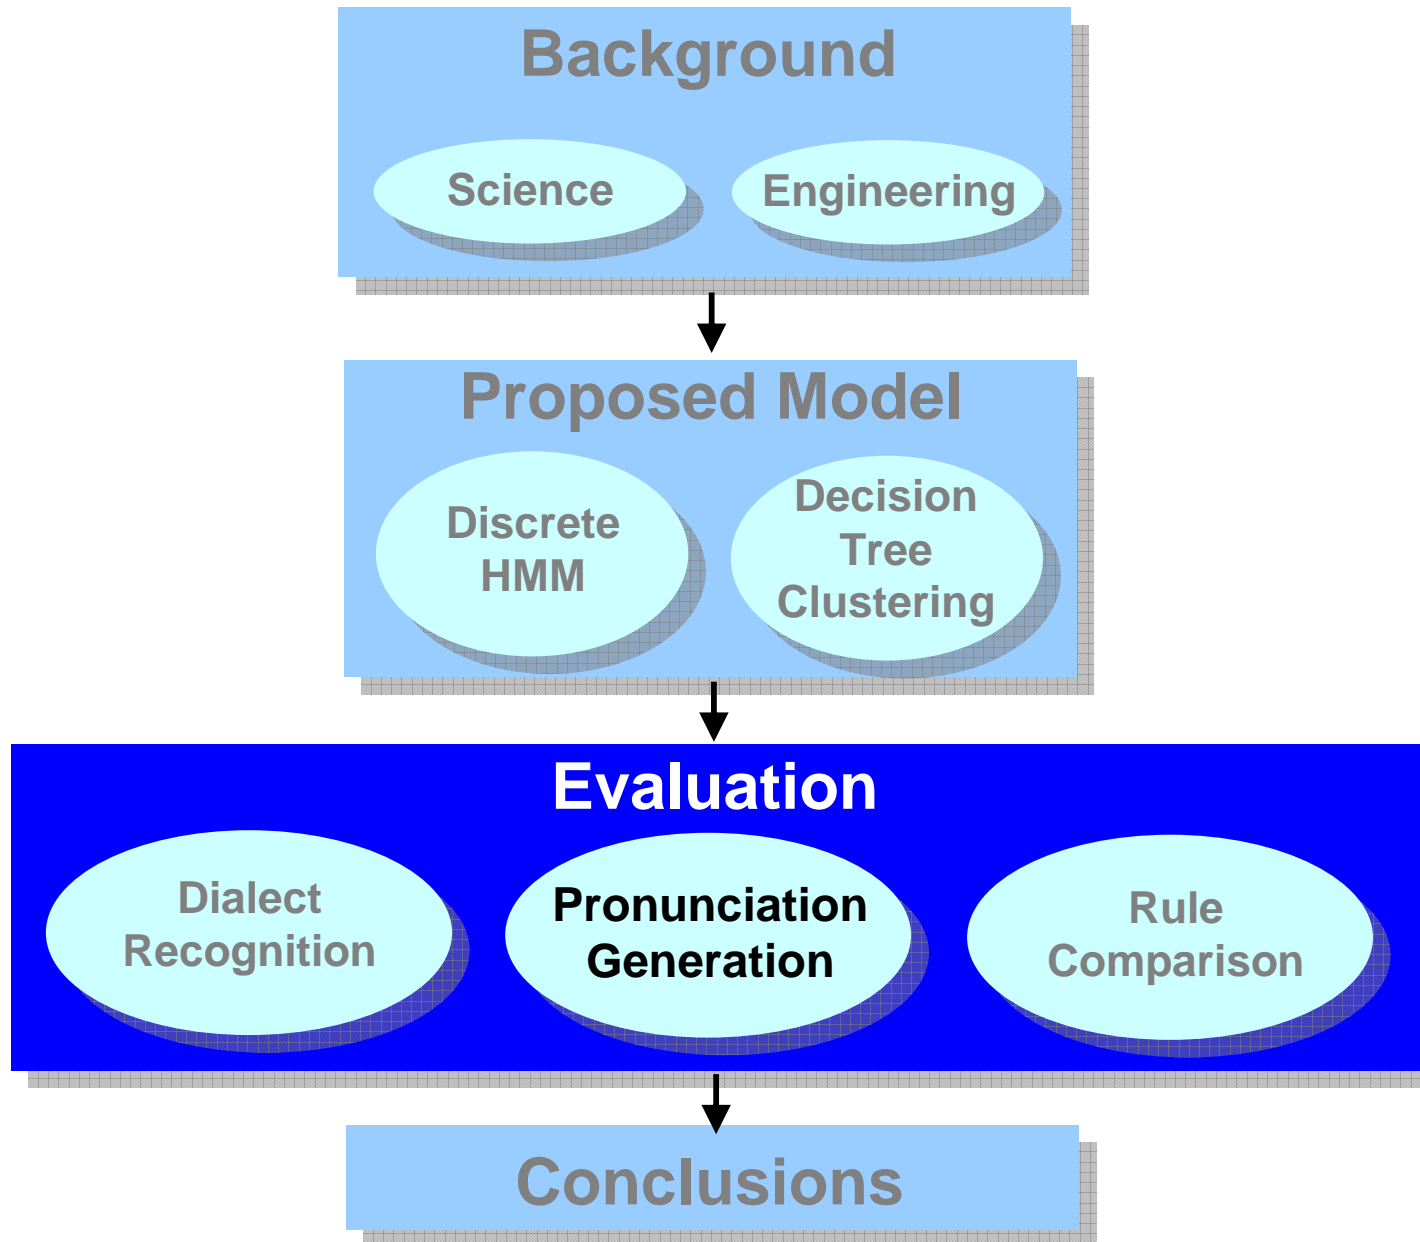 Background
Science
Engineering
Proposed Model
Discrete
HMM
Decision
Tree
Clustering
Evaluation
Dialect
Recognition
Pronunciation
Generation
Rule
Comparison
Conclusions